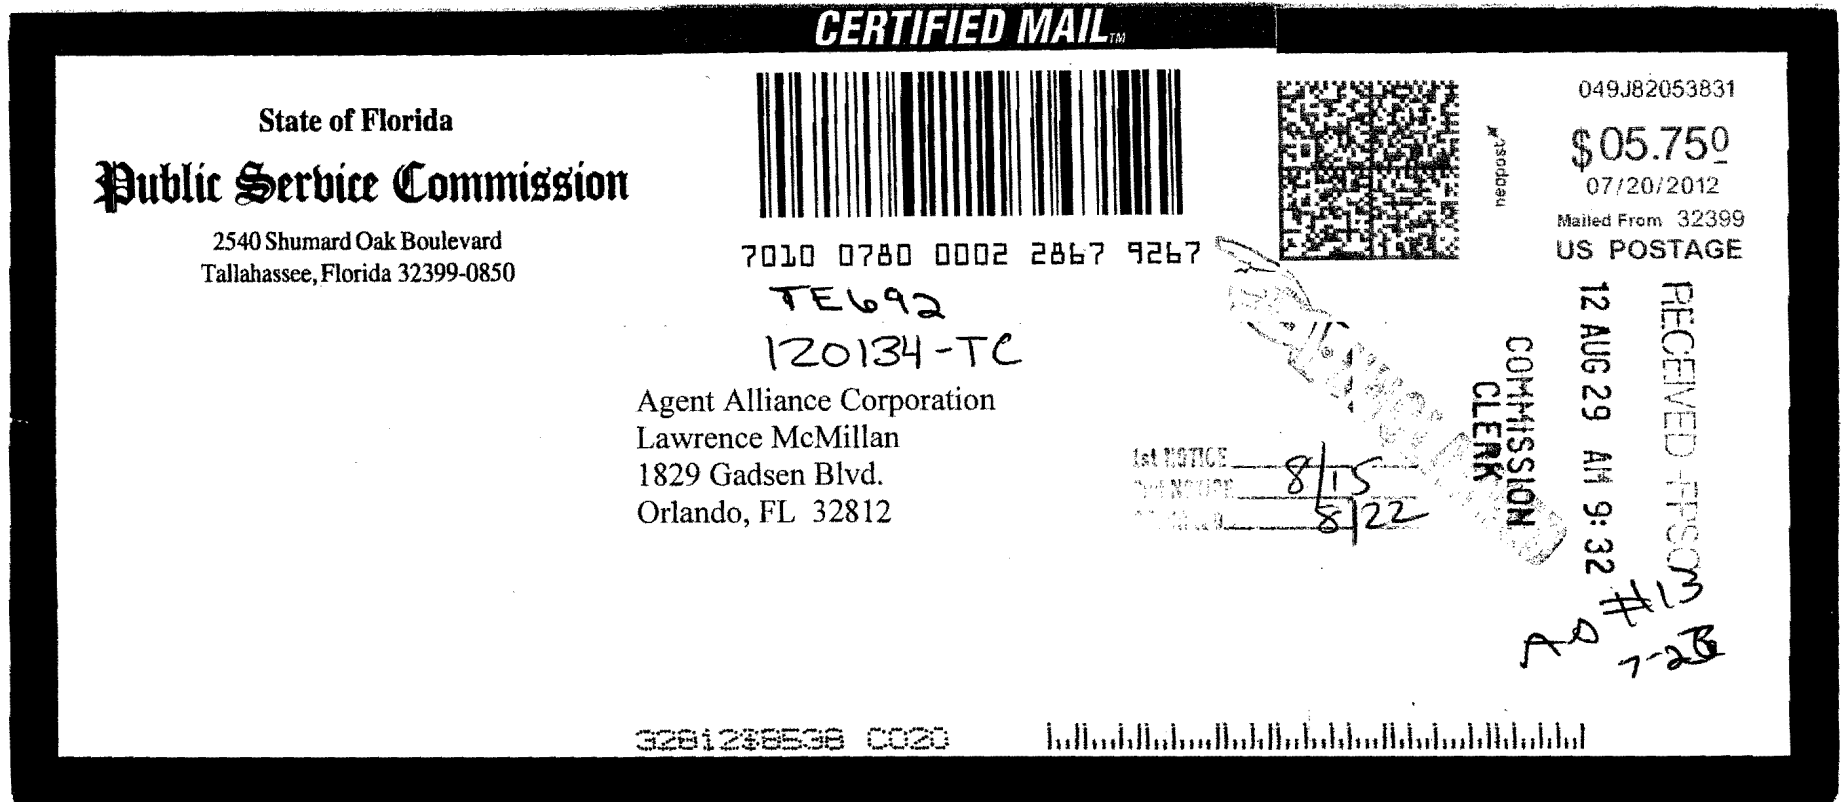 CERTIFIED MAIL™
State of Florida
Public Service Commission
2540 Shumard Oak Boulevard
Tallahassee, Florida 32399-0850
7010 0780 0002 2867 9267
TE692
120134-TC
Agent Alliance Corporation
Lawrence McMillan
1829 Gadsen Blvd.
Orlando, FL 32812
neopost
049J82053831
$05.750
07/20/2012
Mailed From 32399
US POSTAGE
RECEIVED-FPSC
12 AUG 29 AM 9:32
COMMISSION
CLERK
1st NOTICE 8/15
8/22
#13
32812$8538 C020